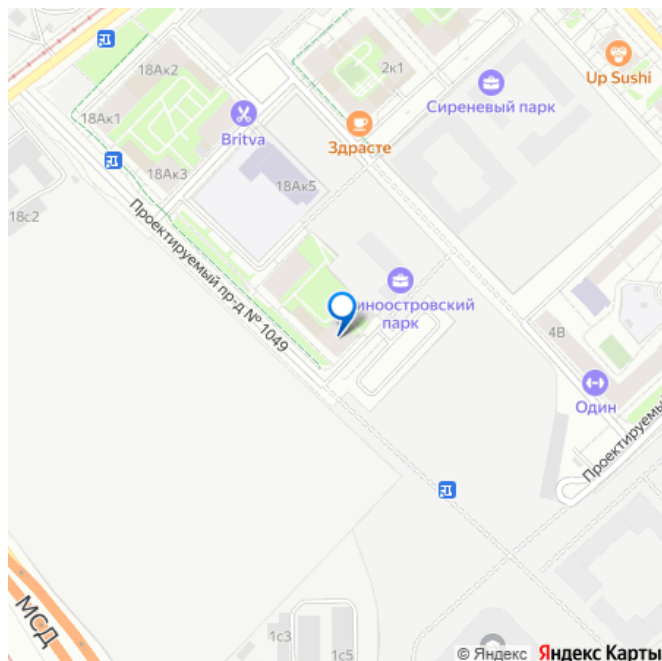 18Ак2
2к1
Up Sushi
Сиреневый парк
18Ак1
Britva
Здрасте
18Ак3
18Ак5
18с2
Проектируемый пр-д № 1049
иноостровский
парк
4В
Один
Проектируемы
МСД
1с3
1с5
© Яндекс Яндекс Карты